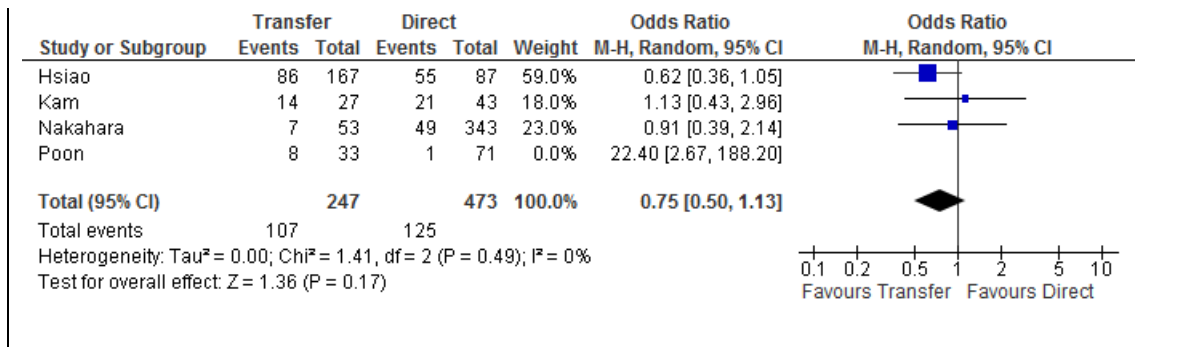 Transfer Direct Odds Ratio Odds Ratio
Study or Subgroup Events Total Events Total Weight M-H, Random, 95% CI M-H, Random, 95% CI
Hsiao 86 167 55 87 59.0% 0.62 [0.36, 1.05]
Kam 14 27 21 43 18.0% 1.13 [0.43, 2.96]
Nakahara 7 53 49 343 23.0% 0.91 [0.39, 2.14]
Poon 8 33 1 71 0.0% 22.40 [2.67, 188.20]
Total (95% CI) 247 473 100.0% 0.75 [0.50, 1.13]
Total events 107 125
Heterogeneity: Tau² = 0.00; Chi² = 1.41, df = 2 (P = 0.49); I² = 0%
Test for overall effect: Z = 1.36 (P = 0.17)
0.1 0.2 0.5 1 2 5 10
Favours Transfer Favours Direct